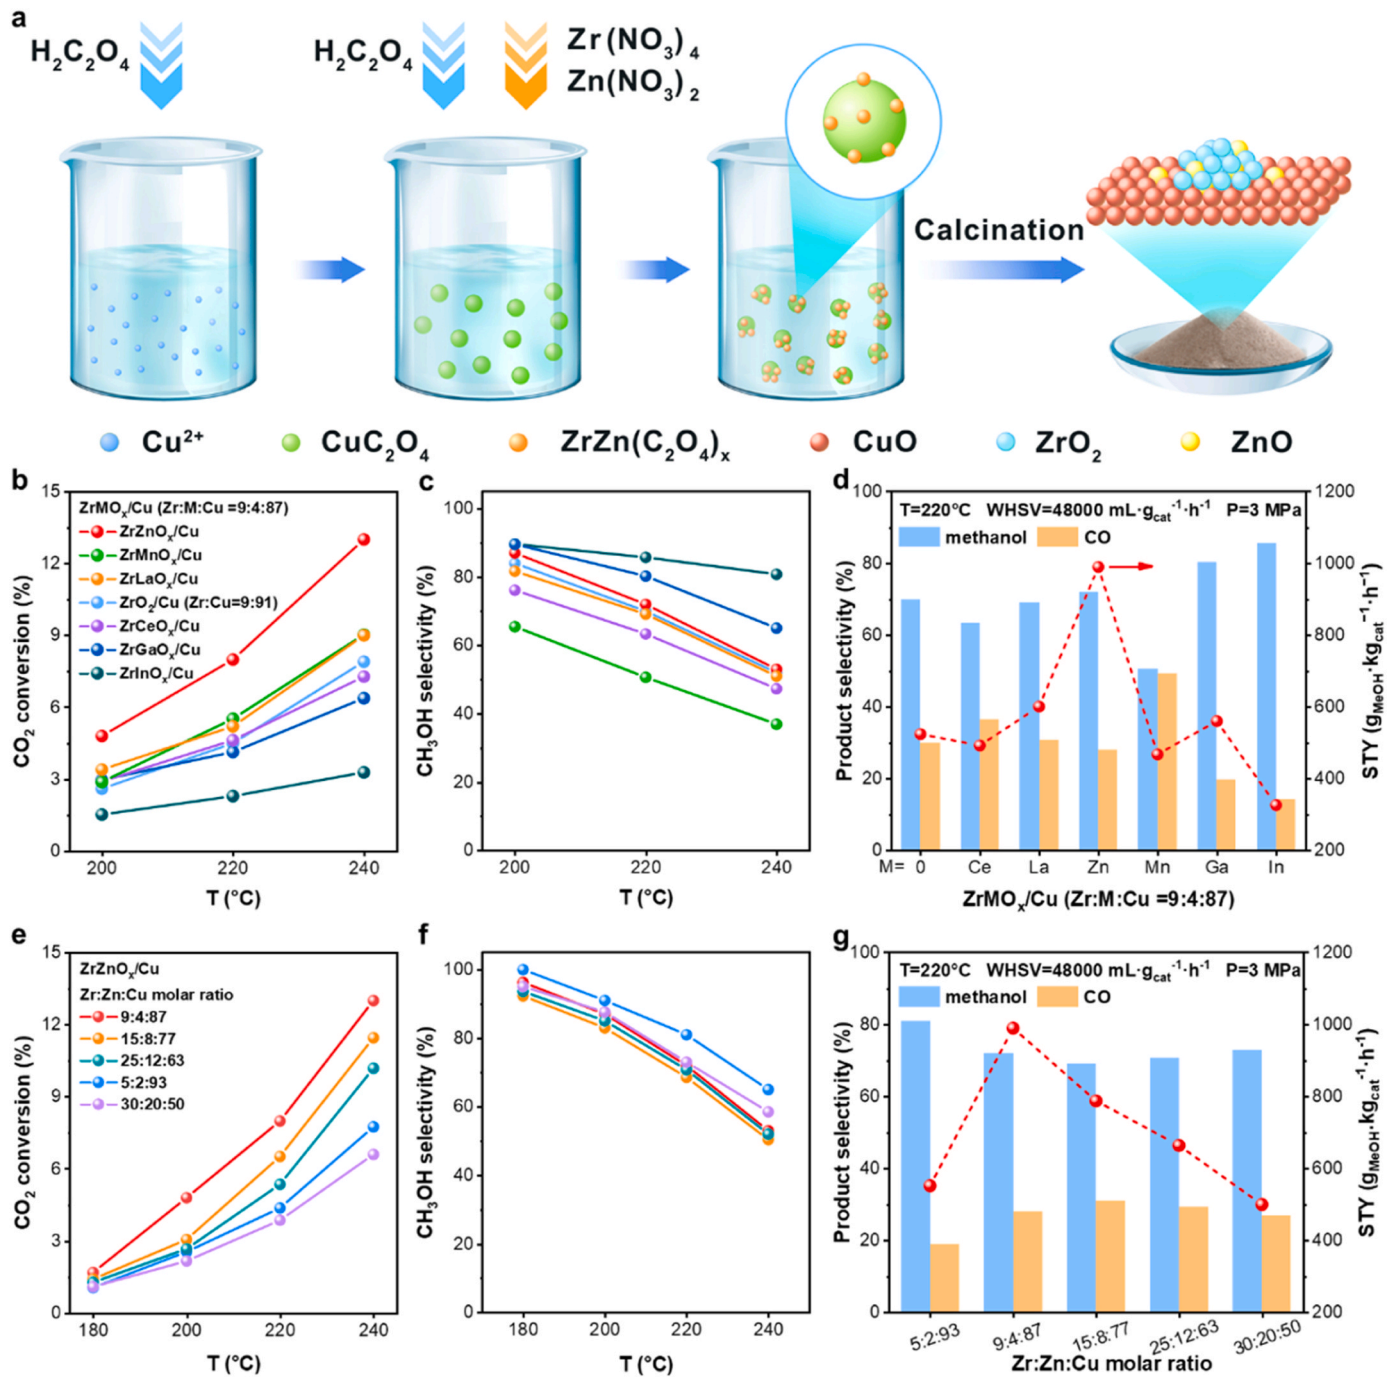 a
H₂C₂O₄
H₂C₂O₄
Zr(NO₃)₄
Zn(NO₃)₂
Calcination
Cu²⁺ CuC₂O₄ ZrZn(C₂O₄)ₓ CuO ZrO₂ ZnO
b
15
12
9
6
3
0
CO₂ conversion (%)
ZrMOₓ/Cu (Zr:M:Cu =9:4:87)
ZrZnOₓ/Cu
ZrMnOₓ/Cu
ZrLaOₓ/Cu
ZrO₂/Cu (Zr:Cu=9:91)
ZrCeOₓ/Cu
ZrGaOₓ/Cu
ZrInOₓ/Cu
200 220 240
T (°C)
c
100
80
60
40
20
0
CH₃OH selectivity (%)
200 220 240
T (°C)
d
100
80
60
40
20
0
Product selectivity (%)
T=220°C WHSV=48000 mL·g_cat⁻¹·h⁻¹ P=3 MPa
methanol CO
1200
1000
800
600
400
200
STY (g_MeOH·kg_cat⁻¹·h⁻¹)
M= 0 Ce La Zn Mn Ga In
ZrMOₓ/Cu (Zr:M:Cu =9:4:87)
e
15
12
9
6
3
0
CO₂ conversion (%)
ZrZnOₓ/Cu
Zr:Zn:Cu molar ratio
9:4:87
15:8:77
25:12:63
5:2:93
30:20:50
180 200 220 240
T (°C)
f
100
80
60
40
20
0
CH₃OH selectivity (%)
180 200 220 240
T (°C)
g
100
80
60
40
20
0
Product selectivity (%)
T=220°C WHSV=48000 mL·g_cat⁻¹·h⁻¹ P=3 MPa
methanol CO
1200
1000
800
600
400
200
STY (g_MeOH·kg_cat⁻¹·h⁻¹)
5:2:93 9:4:87 15:8:77 25:12:63 30:20:50
Zr:Zn:Cu molar ratio